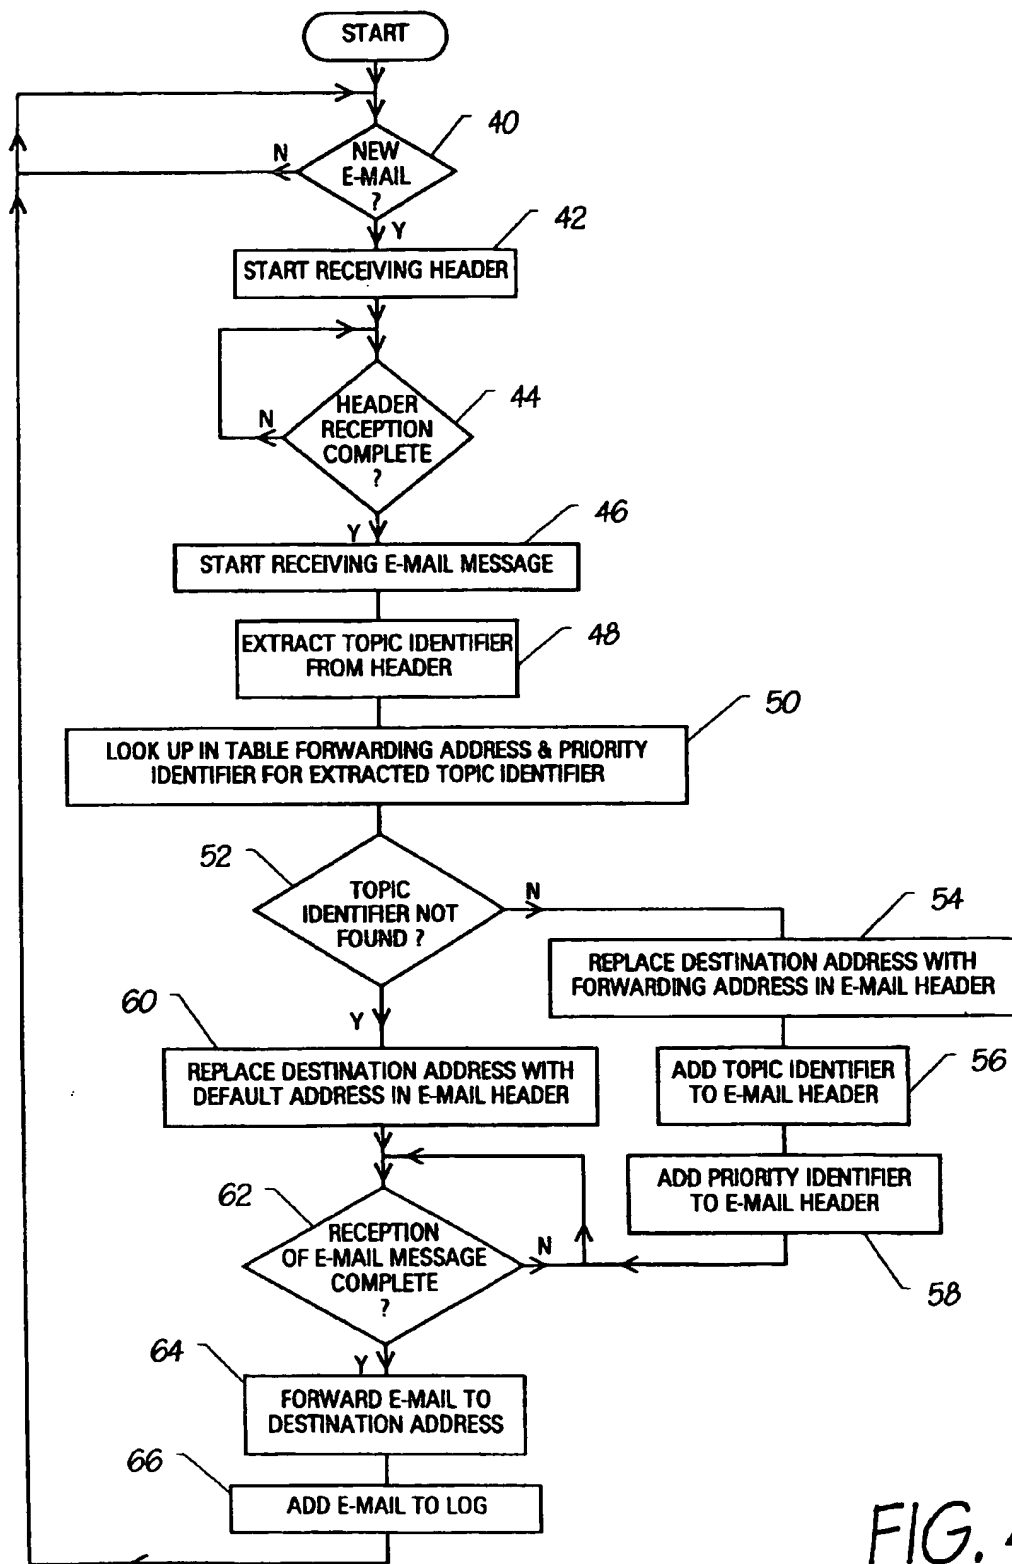 START
40
NEW
E-MAIL
?
N
Y
42
START RECEIVING HEADER
44
HEADER
RECEPTION
COMPLETE
?
N
Y
46
START RECEIVING E-MAIL MESSAGE
48
EXTRACT TOPIC IDENTIFIER
FROM HEADER
50
LOOK UP IN TABLE FORWARDING ADDRESS & PRIORITY
IDENTIFIER FOR EXTRACTED TOPIC IDENTIFIER
52
TOPIC
IDENTIFIER NOT
FOUND ?
N
Y
54
REPLACE DESTINATION ADDRESS WITH
FORWARDING ADDRESS IN E-MAIL HEADER
60
REPLACE DESTINATION ADDRESS WITH
DEFAULT ADDRESS IN E-MAIL HEADER
56
ADD TOPIC IDENTIFIER
TO E-MAIL HEADER
58
ADD PRIORITY IDENTIFIER
TO E-MAIL HEADER
62
RECEPTION
OF E-MAIL MESSAGE
COMPLETE
?
N
Y
64
FORWARD E-MAIL TO
DESTINATION ADDRESS
66
ADD E-MAIL TO LOG
FIG. 4